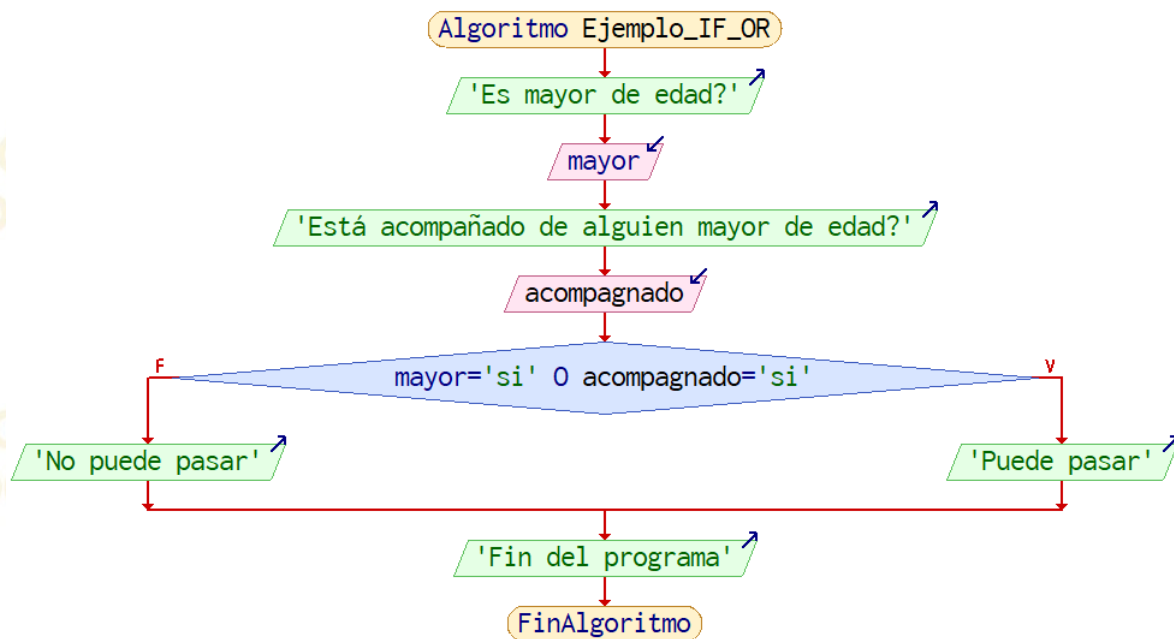 Algoritmo Ejemplo_IF_OR
'Es mayor de edad?'
mayor
'Está acompañado de alguien mayor de edad?'
acompagnado
F
V
mayor='si' O acompagnado='si'
'No puede pasar'
'Puede pasar'
'Fin del programa'
FinAlgoritmo